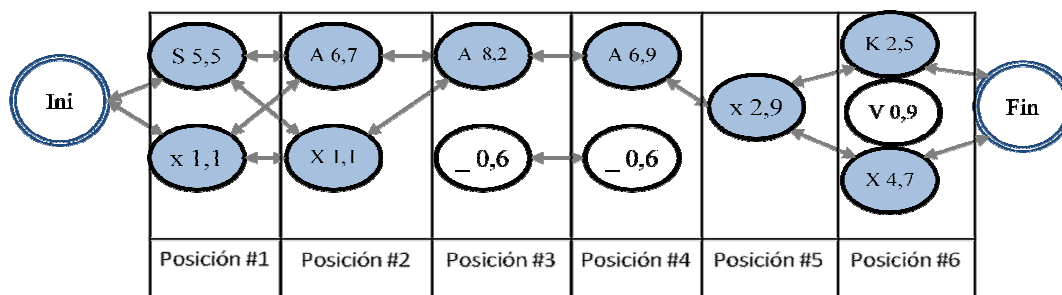 Ini
S 5,5
x 1,1
A 6,7
X 1,1
A 8,2
_ 0,6
A 6,9
_ 0,6
x 2,9
K 2,5
V 0,9
X 4,7
Fin
Posición #1
Posición #2
Posición #3
Posición #4
Posición #5
Posición #6